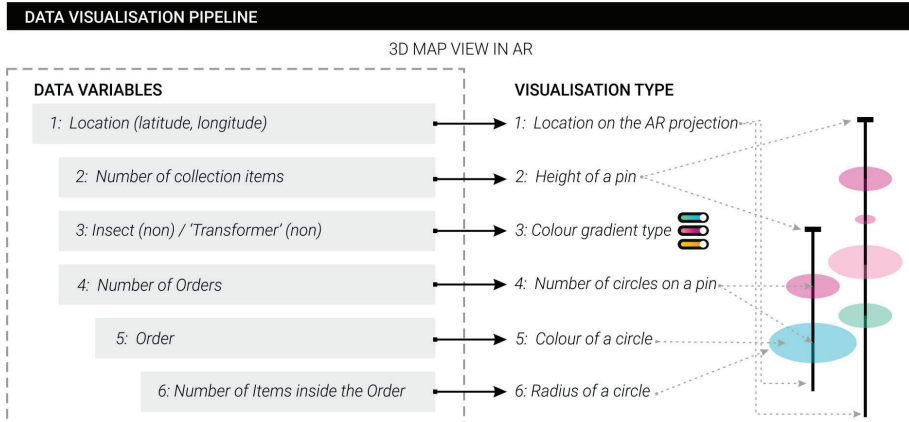 DATA VISUALISATION PIPELINE
3D MAP VIEW IN AR
DATA VARIABLES
VISUALISATION TYPE
1: Location (latitude, longitude)
1: Location on the AR projection
2: Number of collection items
2: Height of a pin
3: Insect (non) / ‘Transformer’ (non)
3: Colour gradient type
4: Number of Orders
4: Number of circles on a pin
5: Order
5: Colour of a circle
6: Number of Items inside the Order
6: Radius of a circle